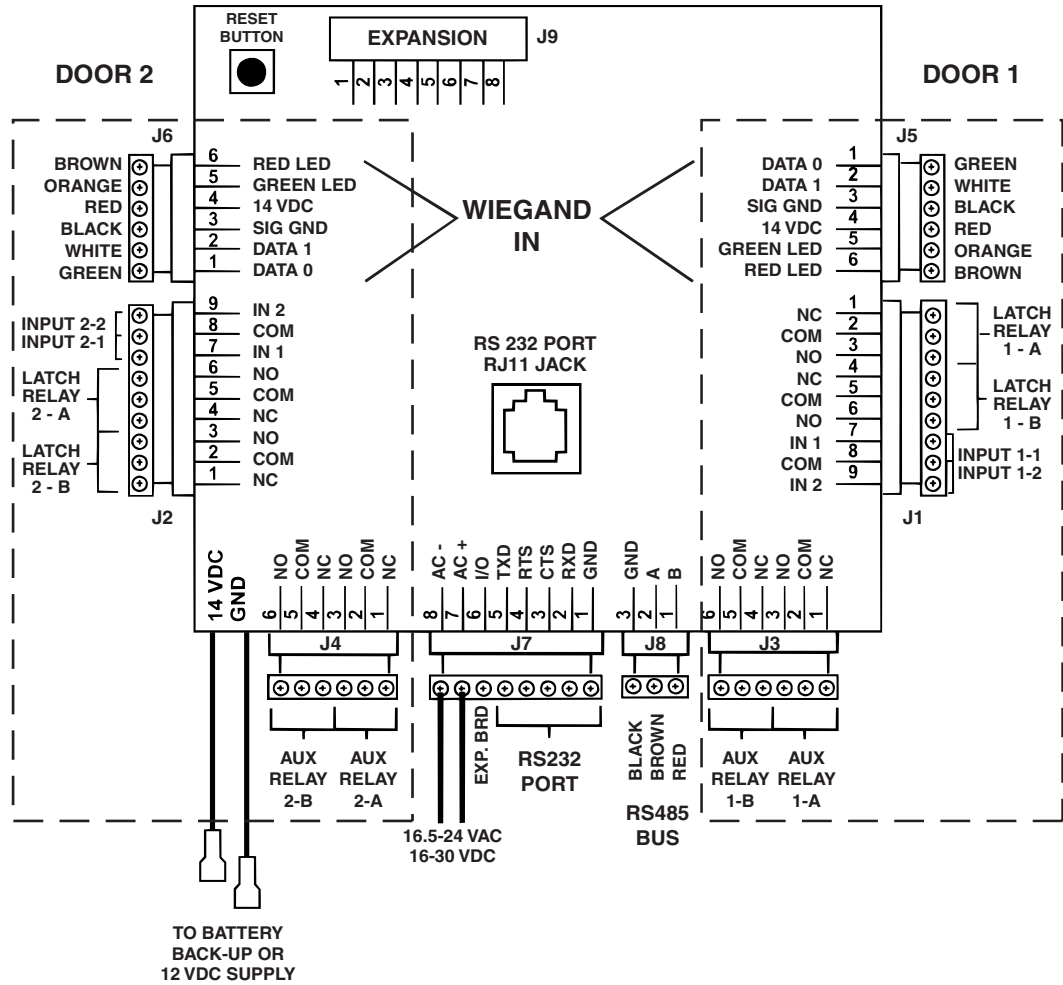 RESET
BUTTON
EXPANSION
J9
1 2 3 4 5 6 7 8
DOOR 2
DOOR 1
J6
BROWN
ORANGE
RED
BLACK
WHITE
GREEN
6 RED LED
5 GREEN LED
4 14 VDC
3 SIG GND
2 DATA 1
1 DATA 0
WIEGAND
IN
J5
DATA 0 1
DATA 1 2
SIG GND 3
14 VDC 4
GREEN LED 5
RED LED 6
GREEN
WHITE
BLACK
RED
ORANGE
BROWN
INPUT 2-2
INPUT 2-1
LATCH
RELAY
2 - A
LATCH
RELAY
2 - B
J2
9 IN 2
8 COM
7 IN 1
6 NO
5 COM
4 NC
3 NO
2 COM
1 NC
RS 232 PORT
RJ11 JACK
NC 1
COM 2
NO 3
NC 4
COM 5
NO 6
IN 1 7
COM 8
IN 2 9
LATCH
RELAY
1 - A
LATCH
RELAY
1 - B
INPUT 1-1
INPUT 1-2
J1
14 VDC
GND
NO COM NC NO COM NC
6 5 4 3 2 1
J4
AUX
RELAY
2-B
AUX
RELAY
2-A
AC - AC + I/O TXD RTS CTS RXD GND
8 7 6 5 4 3 2 1
J7
EXP. BRD
RS232
PORT
16.5-24 VAC
16-30 VDC
GND A B
3 2 1
J8
BLACK
BROWN
RED
RS485
BUS
NO COM NC NO COM NC
6 5 4 3 2 1
J3
AUX
RELAY
1-B
AUX
RELAY
1-A
TO BATTERY
BACK-UP OR
12 VDC SUPPLY